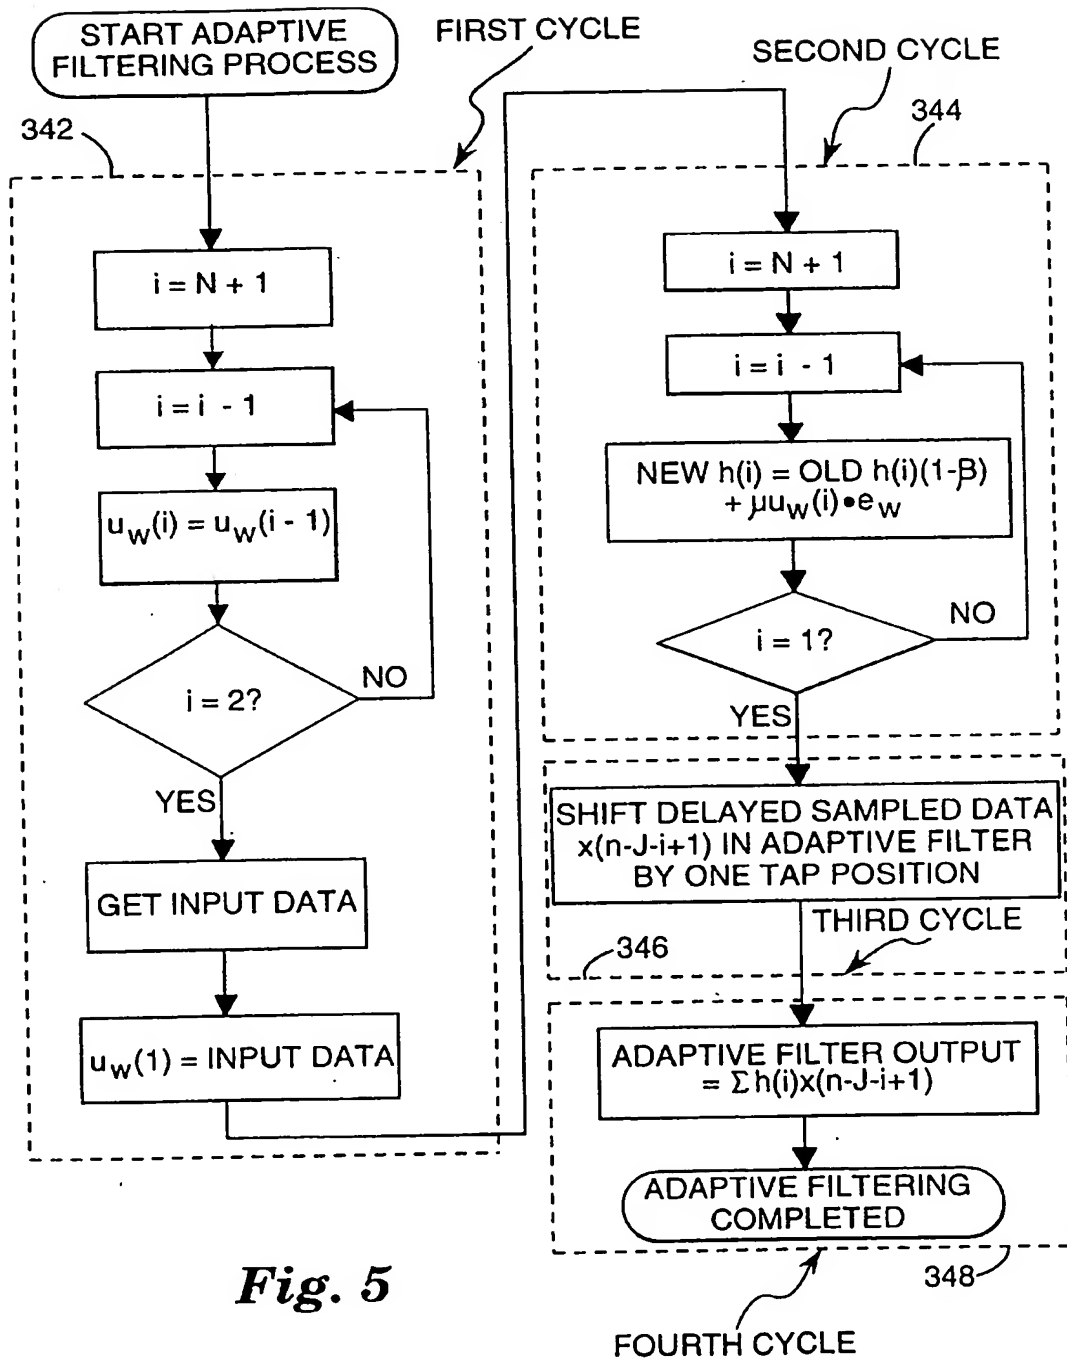 START ADAPTIVE
FILTERING PROCESS
FIRST CYCLE
342
i = N + 1
i = i - 1
u_w(i) = u_w(i - 1)
i = 2?
NO
YES
GET INPUT DATA
u_w(1) = INPUT DATA
SECOND CYCLE
344
i = N + 1
i = i - 1
NEW h(i) = OLD h(i)(1-β)
+ μu_w(i)•e_w
i = 1?
NO
YES
SHIFT DELAYED SAMPLED DATA
x(n-J-i+1) IN ADAPTIVE FILTER
BY ONE TAP POSITION
THIRD CYCLE
346
ADAPTIVE FILTER OUTPUT
= Σh(i)x(n-J-i+1)
ADAPTIVE FILTERING
COMPLETED
348
FOURTH CYCLE
Fig. 5